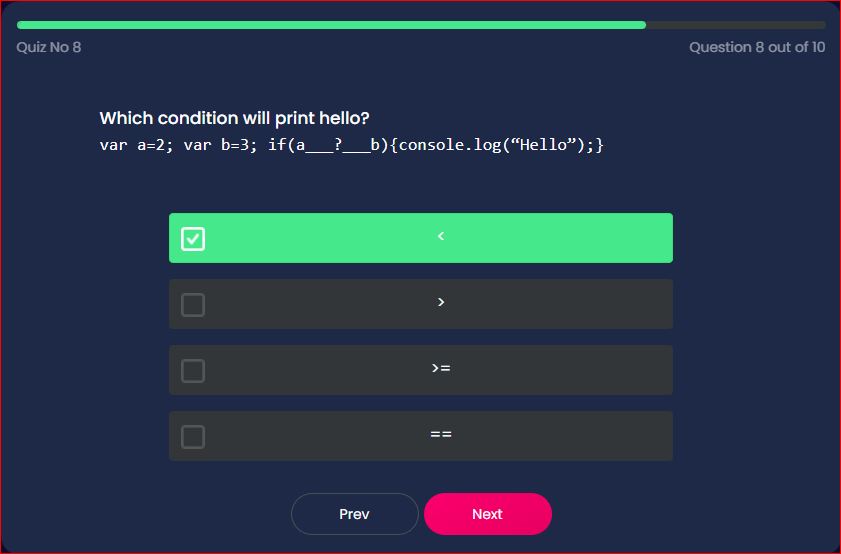 Quiz No 8
Question 8 out of 10
Which condition will print hello?
var a=2; var b=3; if(a___?___b){console.log(“Hello”);}
<
>
>=
==
Prev
Next